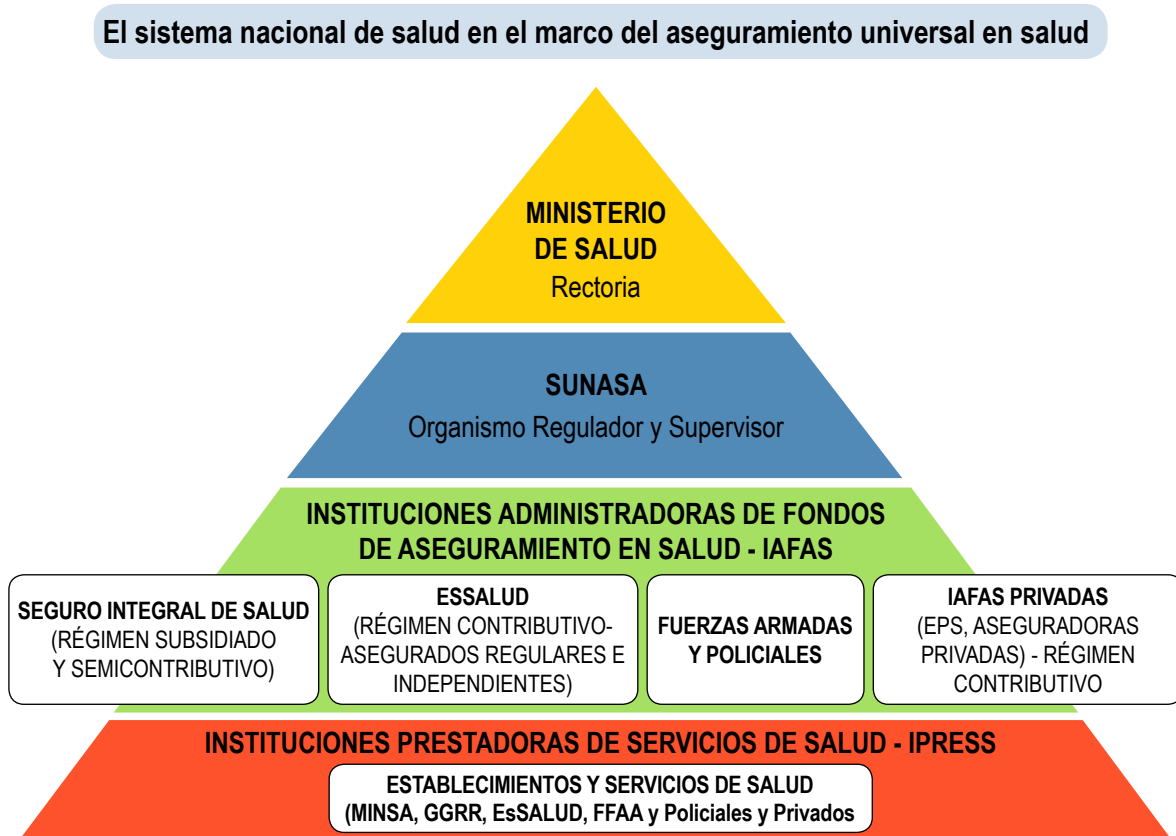 El sistema nacional de salud en el marco del aseguramiento universal en salud
MINISTERIO
DE SALUD
Rectoria
SUNASA
Organismo Regulador y Supervisor
INSTITUCIONES ADMINISTRADORAS DE FONDOS
DE ASEGURAMIENTO EN SALUD - IAFAS
SEGURO INTEGRAL DE SALUD
(RÉGIMEN SUBSIDIADO
Y SEMICONTRIBUTIVO)
ESSALUD
(RÉGIMEN CONTRIBUTIVO-
ASEGURADOS REGULARES E
INDEPENDIENTES)
FUERZAS ARMADAS
Y POLICIALES
IAFAS PRIVADAS
(EPS, ASEGURADORAS
PRIVADAS) - RÉGIMEN
CONTRIBUTIVO
INSTITUCIONES PRESTADORAS DE SERVICIOS DE SALUD - IPRESS
ESTABLECIMIENTOS Y SERVICIOS DE SALUD
(MINSA, GGRR, EsSALUD, FFAA y Policiales y Privados